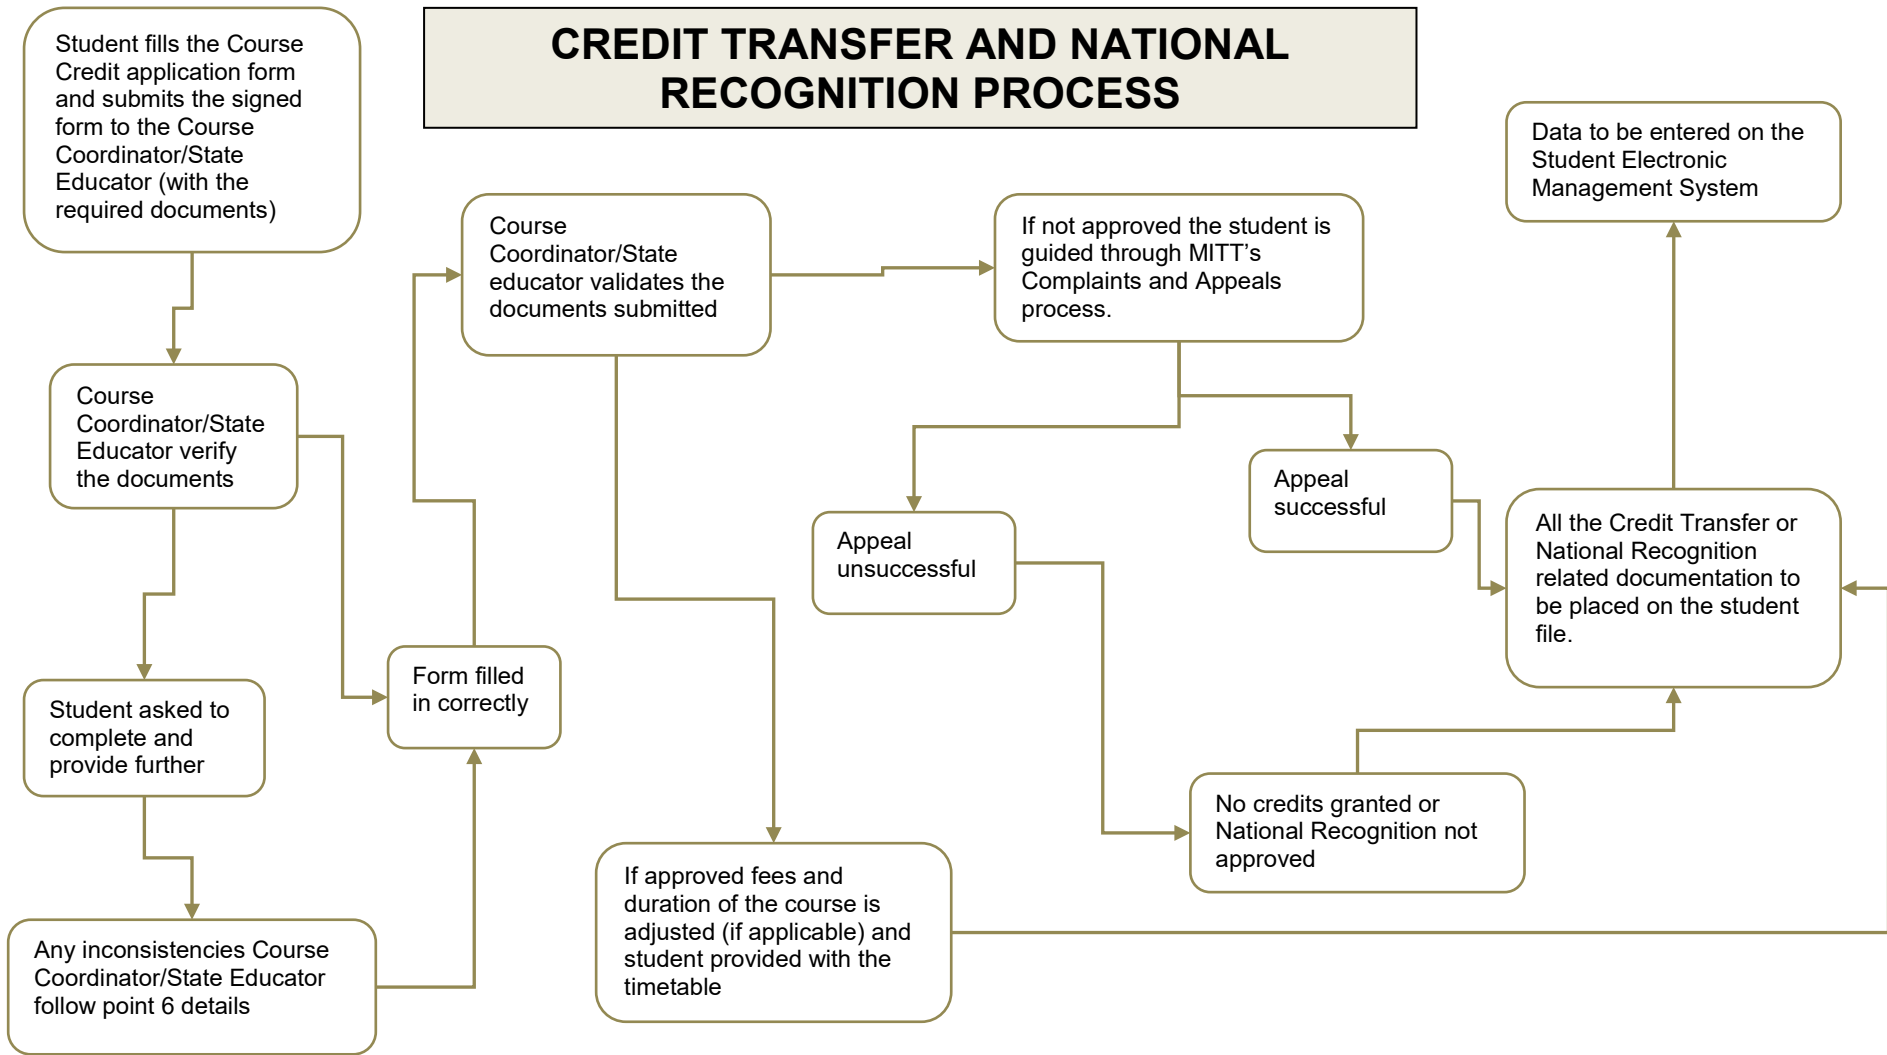 CREDIT TRANSFER AND NATIONAL
RECOGNITION PROCESS
Student fills the Course
Credit application form
and submits the signed
form to the Course
Coordinator/State
Educator (with the
required documents)
Course
Coordinator/State
Educator verify
the documents
Student asked to
complete and
provide further
Any inconsistencies Course
Coordinator/State Educator
follow point 6 details
Form filled
in correctly
Course
Coordinator/State
educator validates the
documents submitted
If approved fees and
duration of the course is
adjusted (if applicable) and
student provided with the
timetable
If not approved the student is
guided through MITT’s
Complaints and Appeals
process.
Appeal
unsuccessful
Appeal
successful
No credits granted or
National Recognition not
approved
All the Credit Transfer or
National Recognition
related documentation to
be placed on the student
file.
Data to be entered on the
Student Electronic
Management System